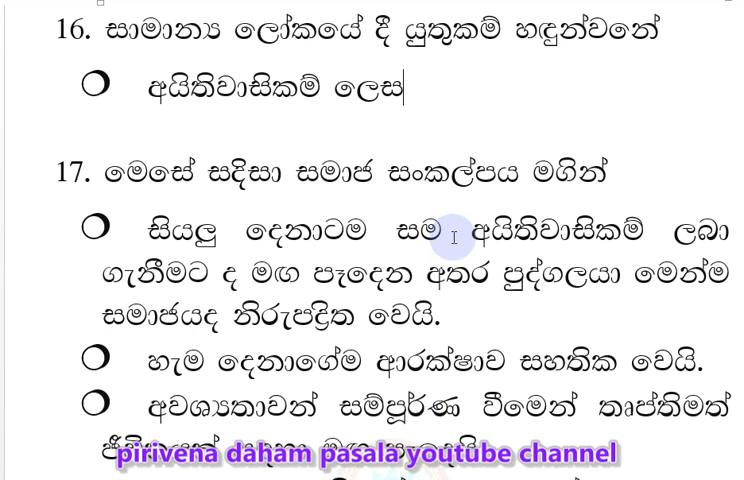 16. සාමාන්‍ය ලෝකයේ දී යුතුකම් හඳුන්වනේ
අයිතිවාසිකම් ලෙස
17. මෙසේ සදිසා සමාජ සංකල්පය මගින්
සියලු දෙනාටම සම අයිතිවාසිකම් ලබා
ගැනීමට ද මඟ පෑදෙන අතර පුද්ගලයා මෙන්ම
සමාජයද නිරුපද්‍රිත වෙයි.
හැම දෙනාගේම ආරක්ෂාව සහතික වෙයි.
අවශ්‍යතාවන් සම්පූර්ණ වීමෙන් තෘප්තිමත්
pirivena daham pasala youtube channel